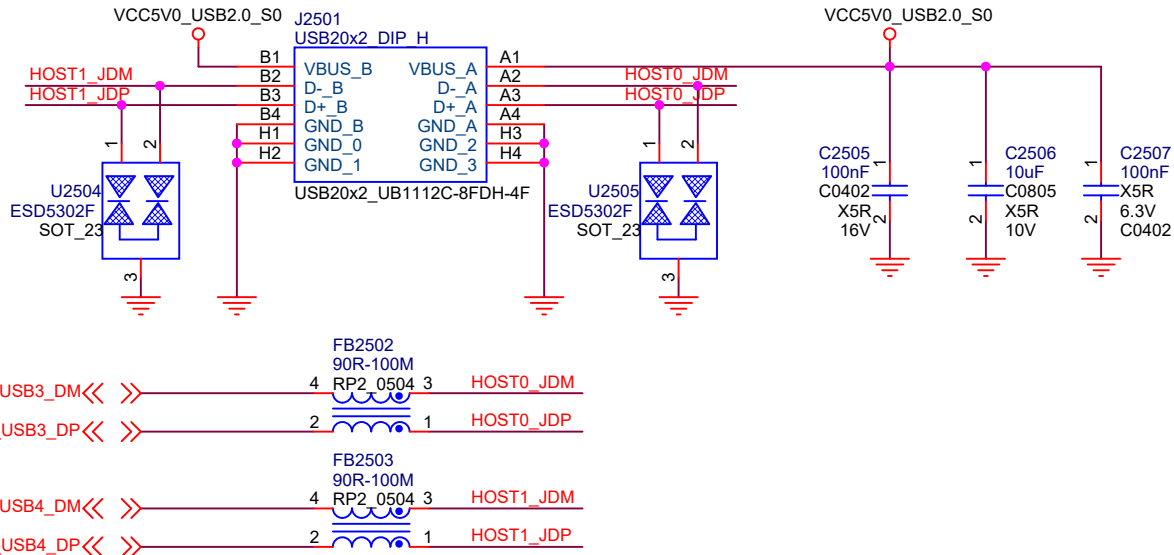 VCC5V0_USB2.0_S0
J2501
USB20x2_DIP_H
VCC5V0_USB2.0_S0
B1 VBUS_B VBUS_A A1
HOST1_JDM B2 D-_B D-_A A2 HOST0_JDM
HOST1_JDP B3 D+_B D+_A A3 HOST0_JDP
B4 GND_B GND_A A4
H1 GND_0 GND_2 H3
H2 GND_1 GND_3 H4
USB20x2_UB1112C-8FDH-4F
1 2
U2504
ESD5302F
SOT_23
3
1 2
U2505
ESD5302F
SOT_23
3
C2505
100nF
C0402
X5R
16V
1
2
C2506
10uF
C0805
X5R
10V
1
2
C2507
100nF
X5R
6.3V
C0402
1
2
FB2502
90R-100M
USB3_DM 4 RP2_0504 3 HOST0_JDM
_USB3_DP 2 1 HOST0_JDP
FB2503
90R-100M
USB4_DM 4 RP2_0504 3 HOST1_JDM
USB4_DP 2 1 HOST1_JDP